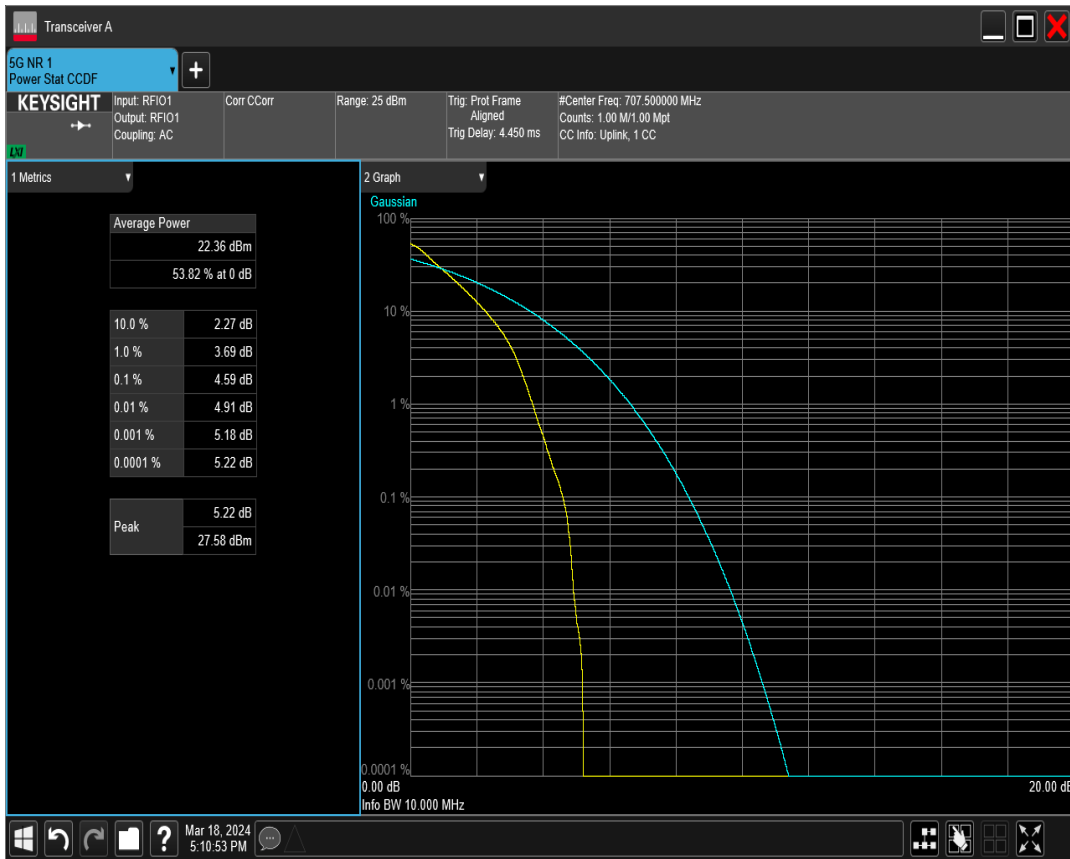 Transceiver A
5G NR 1
Power Stat CCDF
+
KEYSIGHT
LXI
Input: RFIO1
Output: RFIO1
Coupling: AC
Corr CCorr
Range: 25 dBm
Trig: Prot Frame
Aligned
Trig Delay: 4.450 ms
#Center Freq: 707.500000 MHz
Counts: 1.00 M/1.00 Mpt
CC Info: Uplink, 1 CC
1 Metrics
Average Power
22.36 dBm
53.82 % at 0 dB
10.0 % 2.27 dB
1.0 % 3.69 dB
0.1 % 4.59 dB
0.01 % 4.91 dB
0.001 % 5.18 dB
0.0001 % 5.22 dB
Peak
5.22 dB
27.58 dBm
2 Graph
Gaussian
100 %
10 %
1 %
0.1 %
0.01 %
0.001 %
0.0001 %
0.00 dB 20.00 dB
Info BW 10.000 MHz
?
Mar 18, 2024
5:10:53 PM